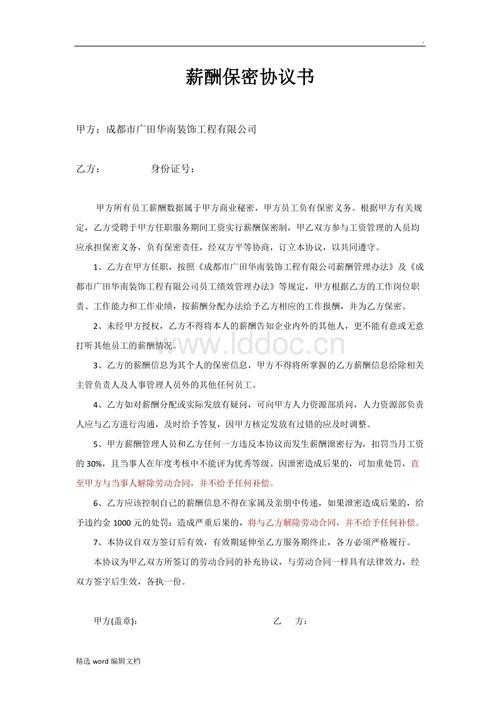 薪酬保密协议书
甲方：成都市广田华南装饰工程有限公司
乙方：　　　　身份证号：
甲方所有员工薪酬数据属于甲方商业秘密，甲方员工负有保密义务。根据甲方有关规
定，乙方受聘于甲方任职服务期间工资实行薪酬保密制，甲乙双方参与工资管理的人员均
应承担保密义务，负有保密责任，经双方平等协商，订立本协议，以共同遵守。
1、乙方在甲方任职，按照《成都市广田华南装饰工程有限公司薪酬管理办法》及《成
都市广田华南装饰工程有限公司员工绩效管理办法》等规定，甲方根据乙方的工作岗位职
责、工作能力和工作业绩，按薪酬分配办法给予乙方相应的工作报酬，并为乙方保密。
2、未经甲方授权，乙方不得将本人的薪酬告知企业内外的其他人，更不能有意或无意
打听其他员工的薪酬情况。
www.lddoc.cn
3、乙方的薪酬信息为其个人的保密信息，甲方不得将所掌握的乙方薪酬信息给除相关
主管负责人及人事管理人员外的其他任何员工。
4、乙方如对薪酬分配或实际发放有疑问，可向甲方人力资源部质问，人力资源部负责
人应与乙方进行沟通，及时给予答复，因甲方核定发放有过错的应及时调整。
5、甲方薪酬管理人员和乙方任何一方违反本协议而发生薪酬泄密行为，扣罚当月工资
的30%，且当事人在年度考核中不能评为优秀等级。因泄密造成后果的，可加重处罚，直
至甲方与当事人解除劳动合同，并不给予任何补偿。
6、乙方应该控制自己的薪酬信息不得在家属及亲朋中传递，如果泄密造成后果的，给
予违约金1000元的处罚；造成严重后果的，将与乙方解除劳动合同，并不给予任何补偿。
7、本协议自双方签订后有效，有效期延伸至乙方服务期终止，各方必须严格履行。
本协议为甲乙双方所签订的劳动合同的补充协议，与劳动合同一样具有法律效力，经
双方签字后生效，各执一份。
甲方(盖章)：　　　　乙　方：
精选word编辑文档